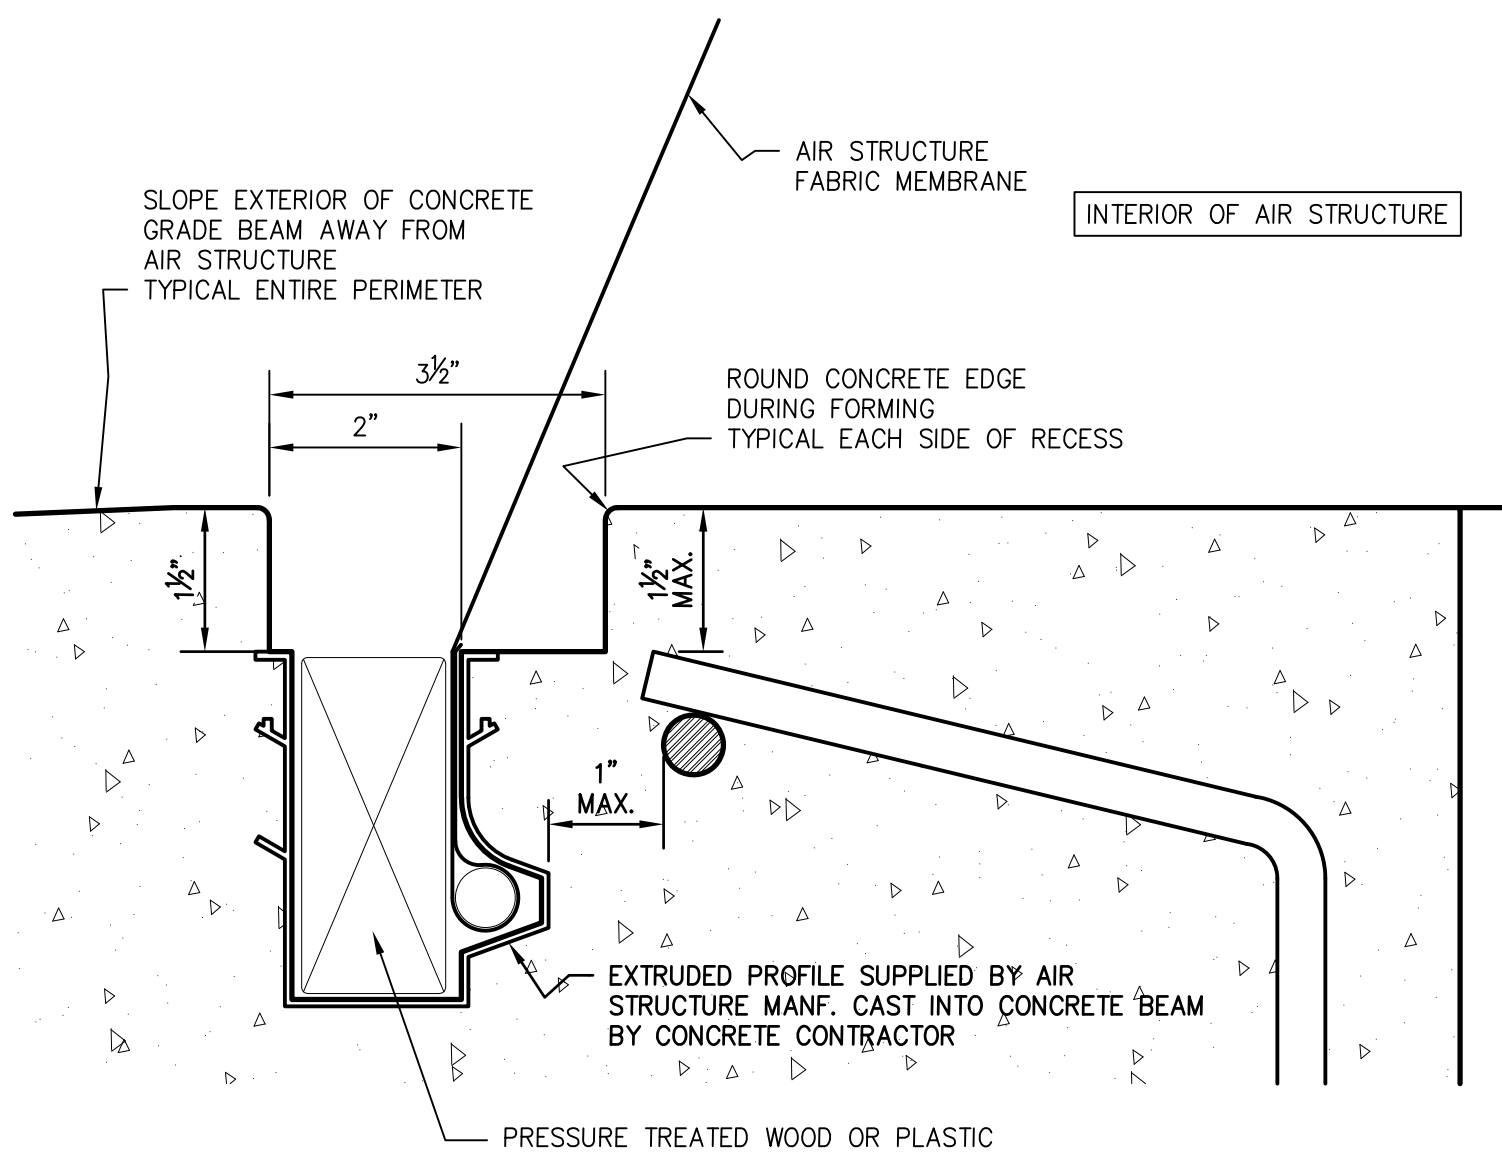 AIR STRUCTURE
FABRIC MEMBRANE
INTERIOR OF AIR STRUCTURE
SLOPE EXTERIOR OF CONCRETE
GRADE BEAM AWAY FROM
AIR STRUCTURE
TYPICAL ENTIRE PERIMETER
3½"
2"
ROUND CONCRETE EDGE
DURING FORMING
TYPICAL EACH SIDE OF RECESS
1½"
1½"
MAX.
1"
MAX.
EXTRUDED PROFILE SUPPLIED BY AIR
STRUCTURE MANF. CAST INTO CONCRETE BEAM
BY CONCRETE CONTRACTOR
PRESSURE TREATED WOOD OR PLASTIC